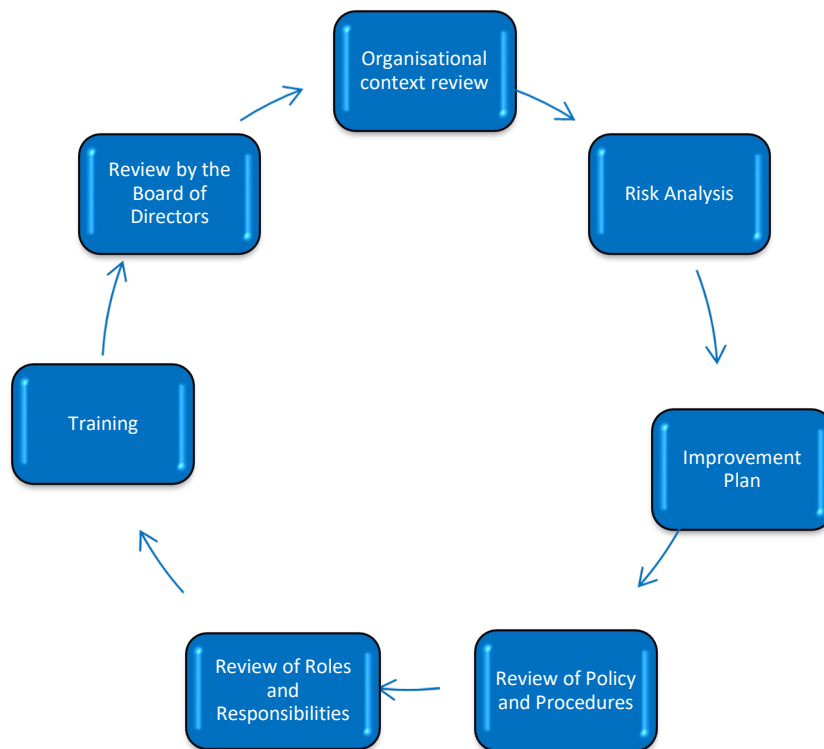 Organisational
context review
Risk Analysis
Improvement
Plan
Review of Policy
and Procedures
Review of Roles
and
Responsibilities
Training
Review by the
Board of
Directors